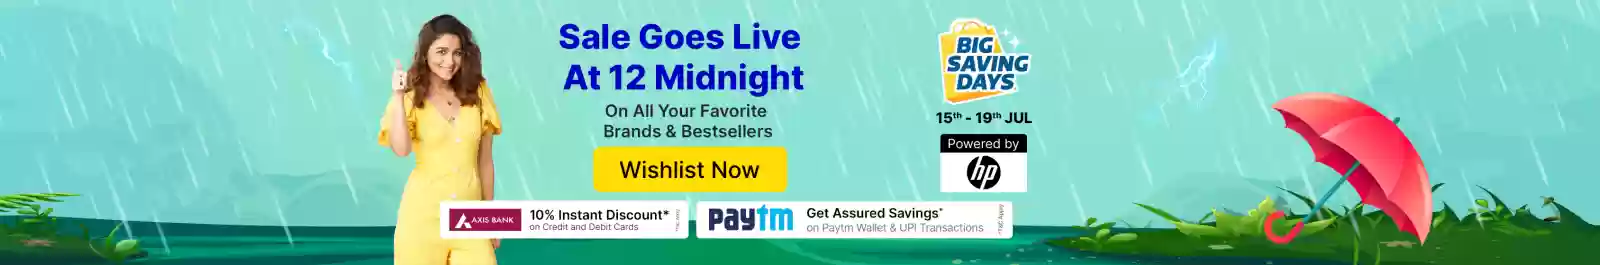 Sale Goes Live
At 12 Midnight
On All Your Favorite
Brands & Bestsellers
Wishlist Now
BIG
SAVING
DAYS
15th - 19th JUL
Powered by
hp
AXIS BANK
10% Instant Discount*
on Credit and Debit Cards
*T&C Apply
paytm
Get Assured Savings*
on Paytm Wallet & UPI Transactions
*T&C Apply